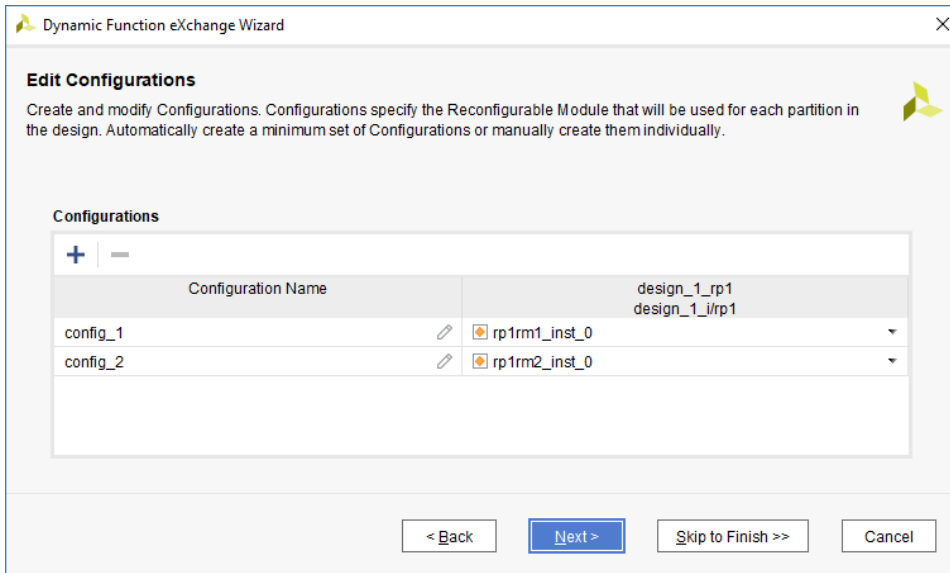 Dynamic Function eXchange Wizard
Edit Configurations
Create and modify Configurations. Configurations specify the Reconfigurable Module that will be used for each partition in
the design. Automatically create a minimum set of Configurations or manually create them individually.
Configurations
Configuration Name
design_1_rp1
design_1_i/rp1
config_1
rp1rm1_inst_0
config_2
rp1rm2_inst_0
< Back
Next >
Skip to Finish >>
Cancel